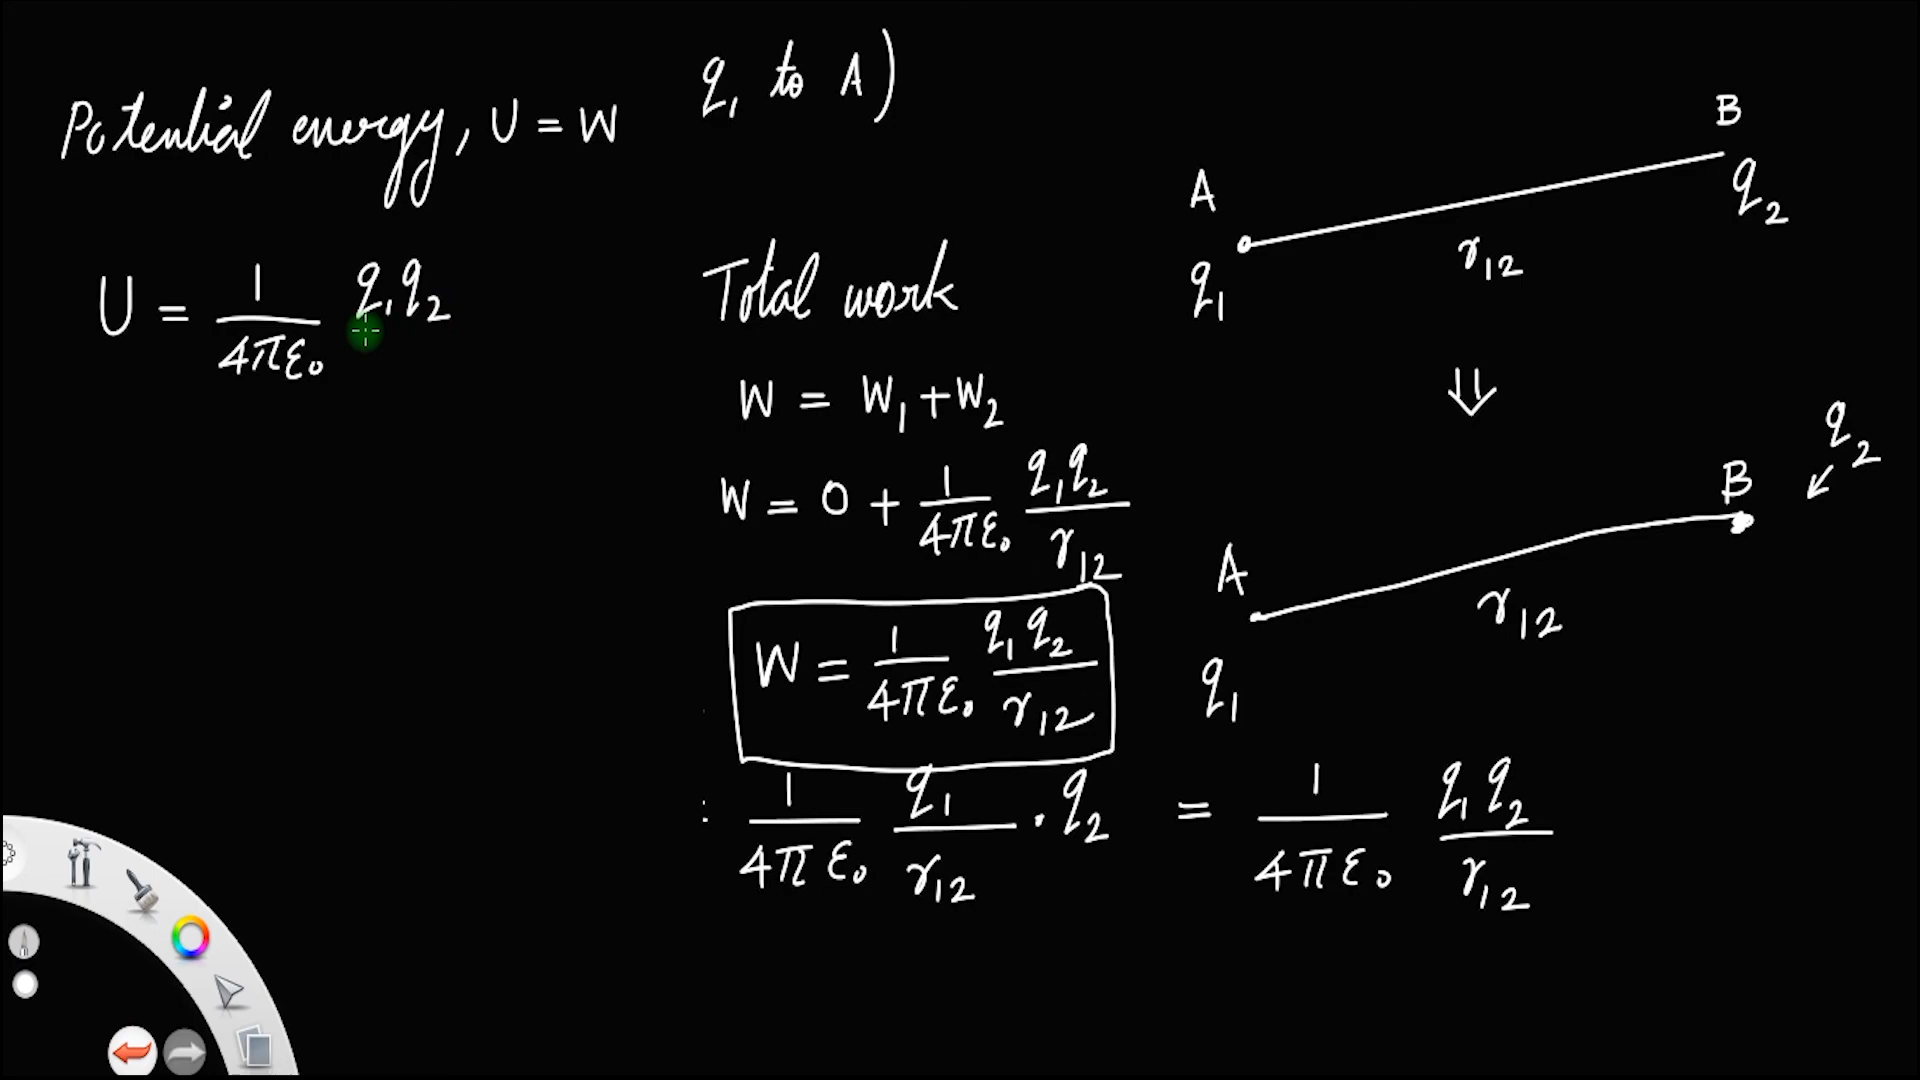 q₁ to A)
Potential energy, U = W
U = 1/4πε₀ q₁q₂
Total work
W = W₁ + W₂
W = 0 + 1/4πε₀ q₁q₂/r₁₂
W = 1/4πε₀ q₁q₂/r₁₂
: 1/4πε₀ q₁/r₁₂ · q₂ = 1/4πε₀ q₁q₂/r₁₂
B
A
q₂
q₁
r₁₂
⇓
q₂
B
A
r₁₂
q₁